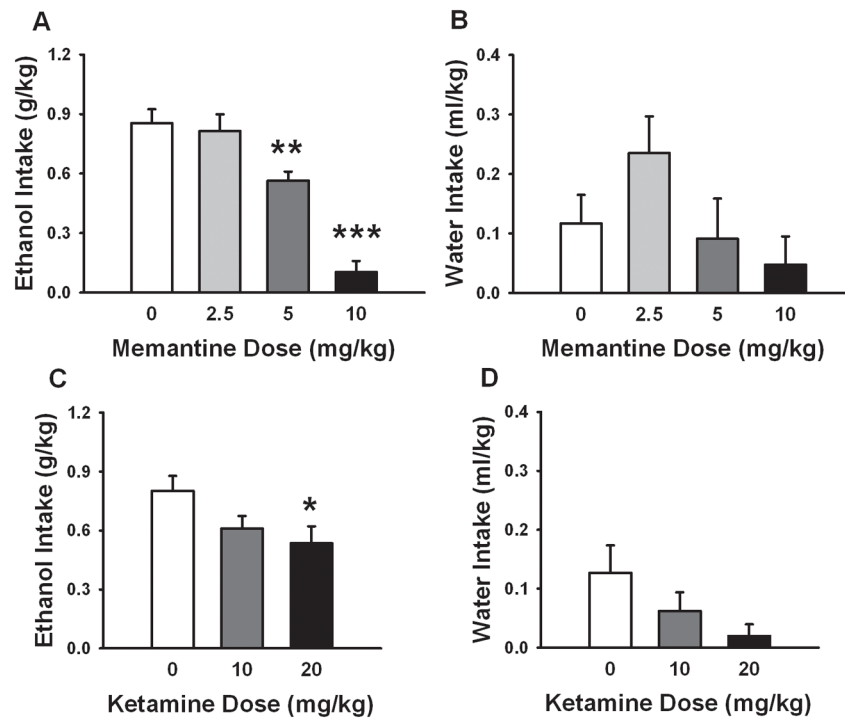 A
Ethanol Intake (g/kg)
1.2
0.9
0.6
0.3
0.0
**
***
0 2.5 5 10
Memantine Dose (mg/kg)
B
Water Intake (ml/kg)
0.4
0.3
0.2
0.1
0.0
0 2.5 5 10
Memantine Dose (mg/kg)
C
Ethanol Intake (g/kg)
1.2
0.9
0.6
0.3
0.0
*
0 10 20
Ketamine Dose (mg/kg)
D
Water Intake (ml/kg)
0.4
0.3
0.2
0.1
0.0
0 10 20
Ketamine Dose (mg/kg)